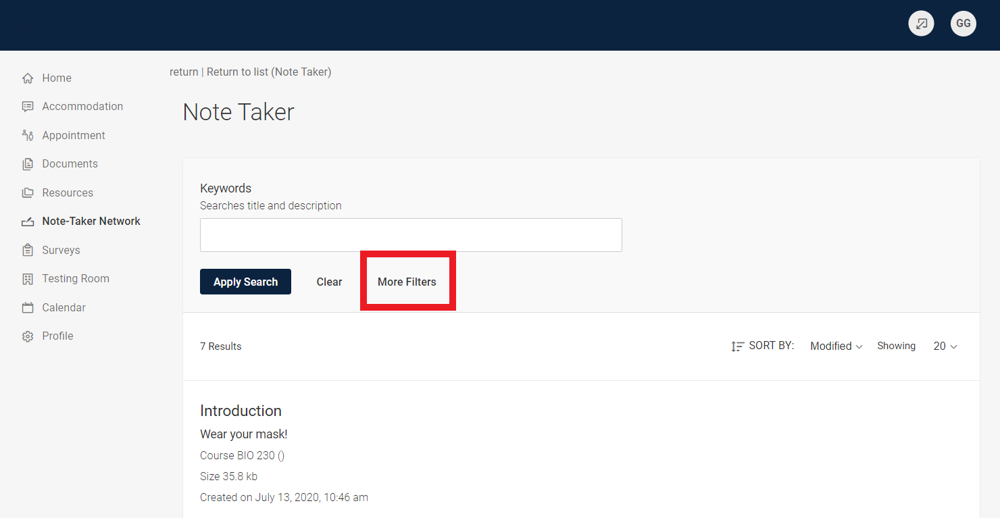 GG
Home
Accommodation
Appointment
Documents
Resources
Note-Taker Network
Surveys
Testing Room
Calendar
Profile
return | Return to list (Note Taker)
Note Taker
Keywords
Searches title and description
Apply Search Clear More Filters
7 Results SORT BY: Modified Showing 20
Introduction
Wear your mask!
Course BIO 230 ()
Size 35.8 kb
Created on July 13, 2020, 10:46 am